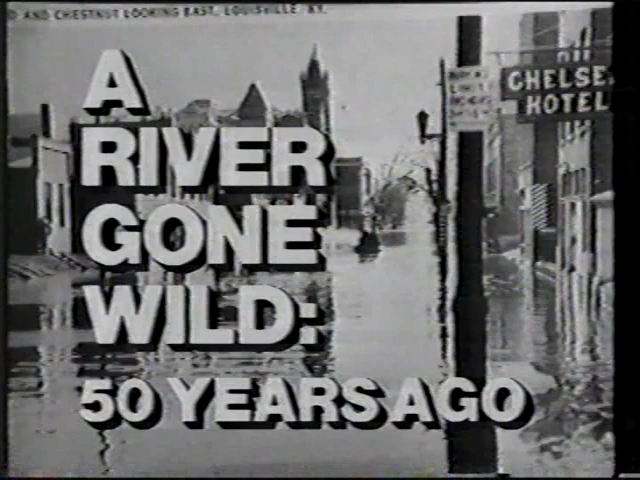 D AND CHESTNUT LOOKING EAST, LOUISVILLE, KY.
A
RIVER
GONE
WILD:
50 YEARS AGO
CHELSE
HOTEL